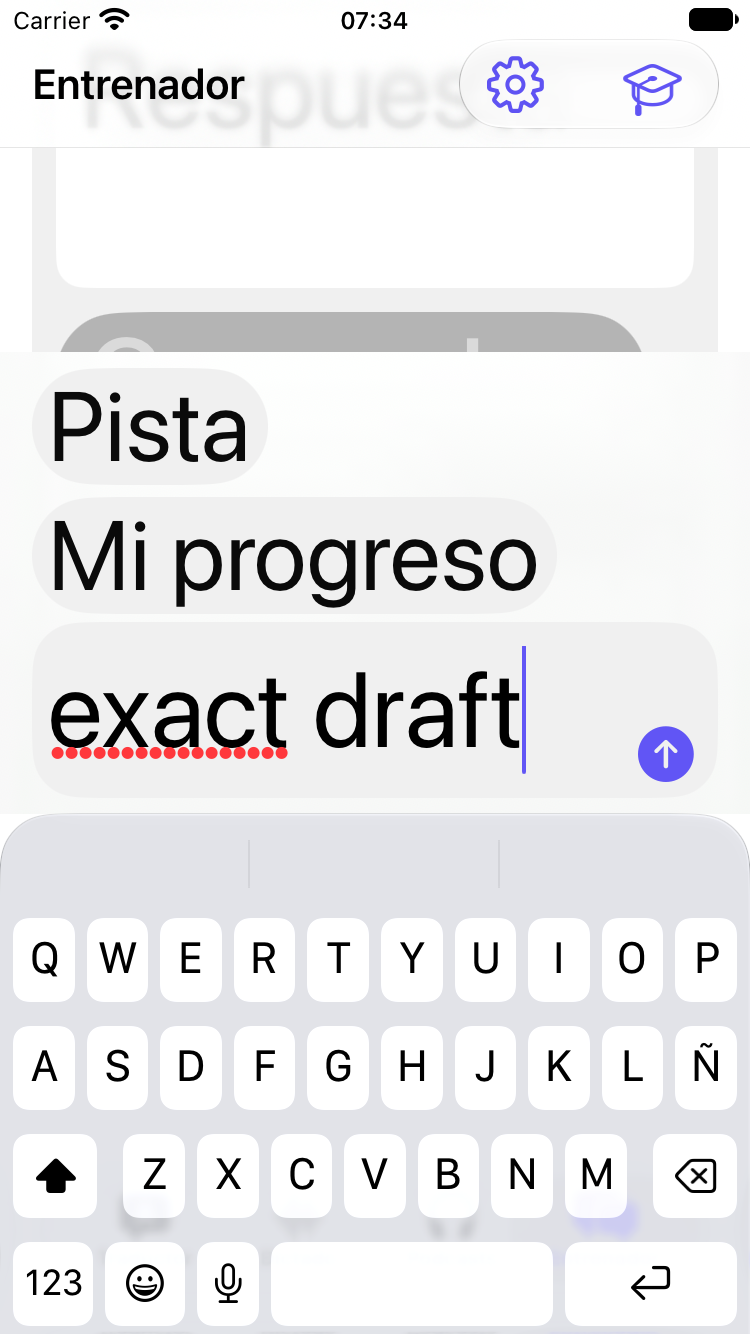 Carrier 07:34
Entrenador
Pista
Mi progreso
exact draft
Q W E R T Y U I O P
A S D F G H J K L Ñ
Z X C V B N M
123